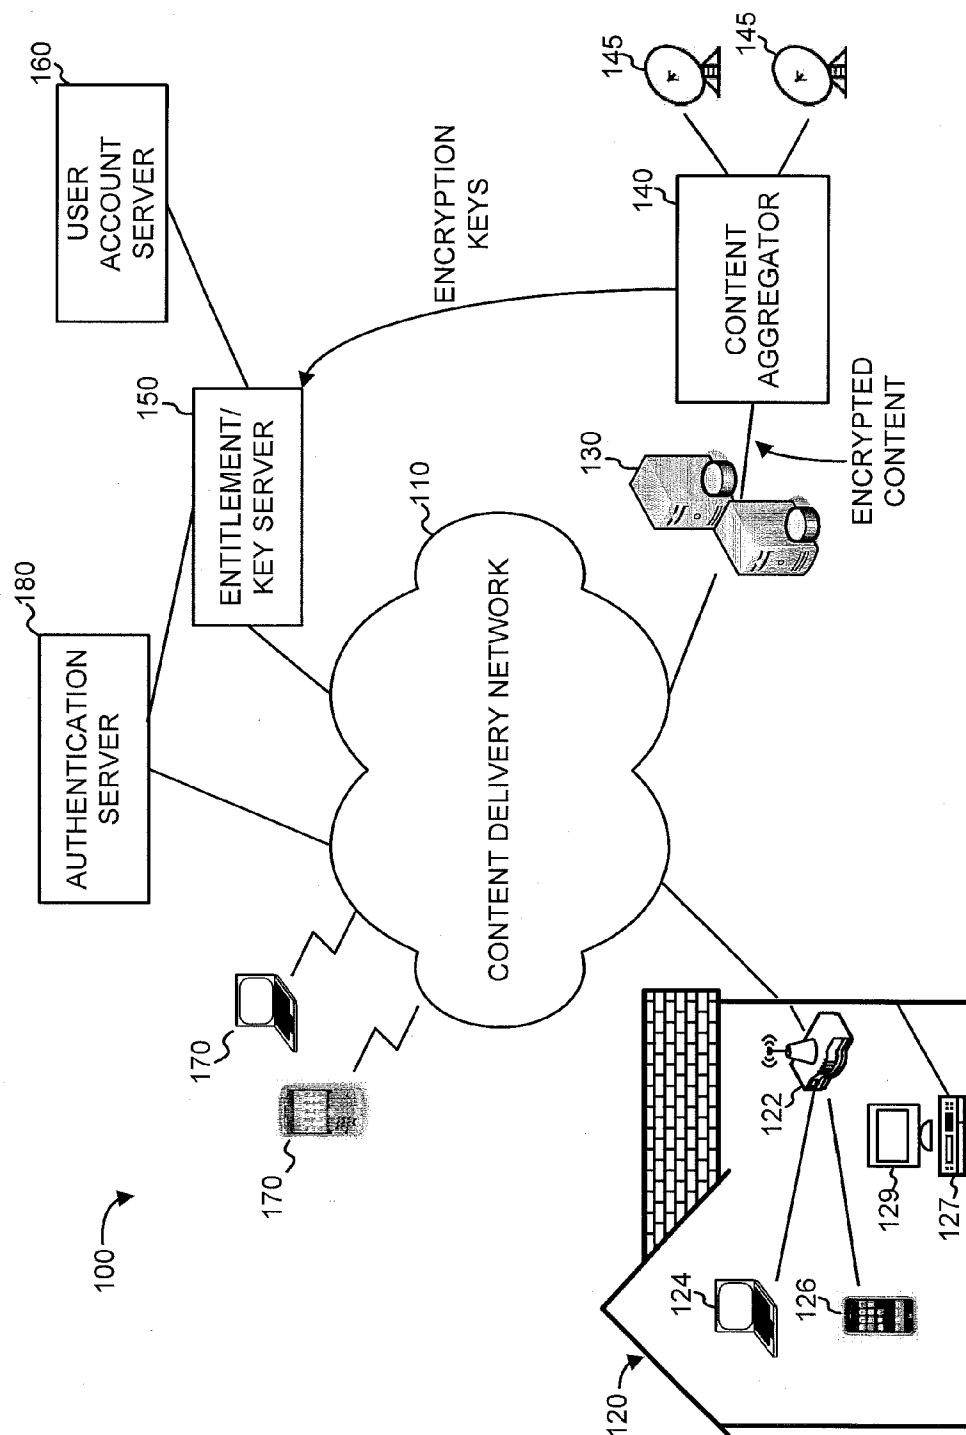 100
170
170
AUTHENTICATION
SERVER
180
USER
ACCOUNT
SERVER
160
ENTITLEMENT/
KEY SERVER
150
ENCRYPTION
KEYS
CONTENT DELIVERY NETWORK
110
130
CONTENT
AGGREGATOR
140
145
145
ENCRYPTED
CONTENT
120
122
124
126
129
127